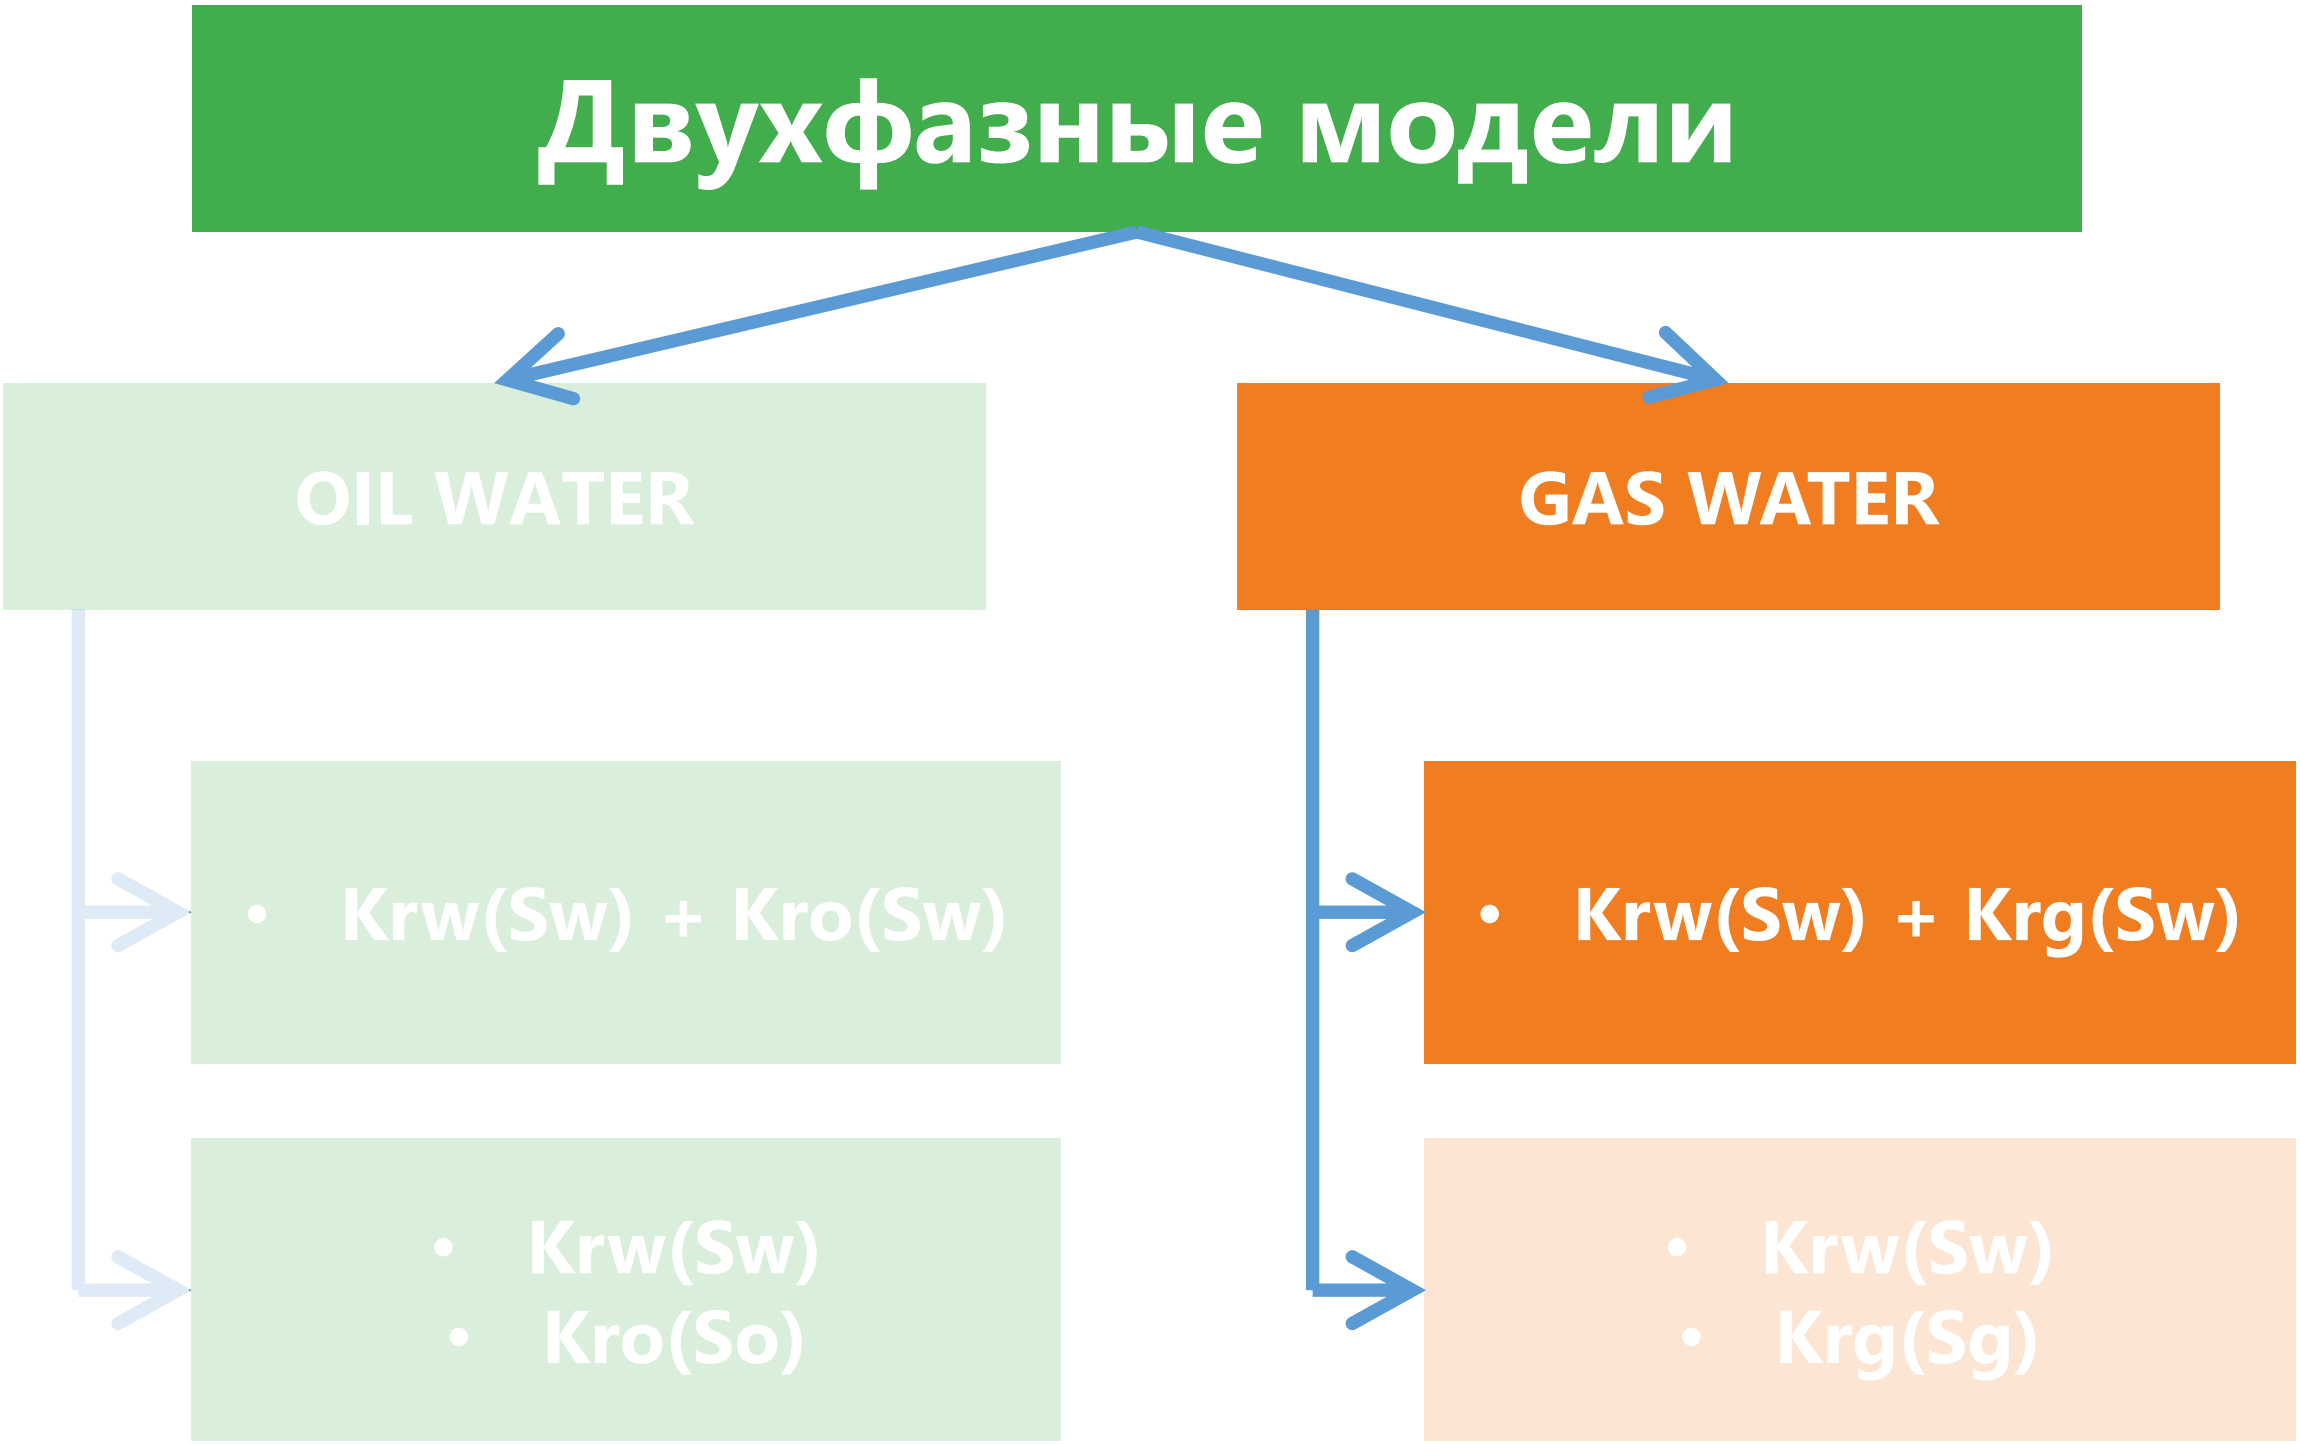 Двухфазные модели
OIL WATER
GAS WATER
• Krw(Sw) + Kro(Sw)
• Krw(Sw) + Krg(Sw)
• Krw(Sw)
• Kro(So)
• Krw(Sw)
• Krg(Sg)